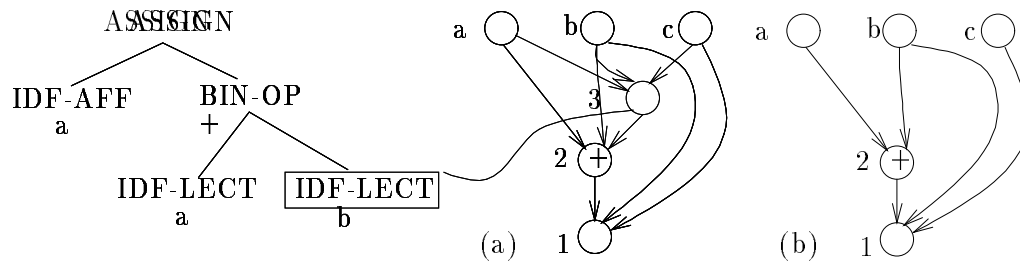 ASSIGN
IDF-AFF
a
BIN-OP
+
IDF-LECT
a
IDF-LECT
b
a
b
c
3
2
+
1
(a)
a
b
c
2
+
1
(b)